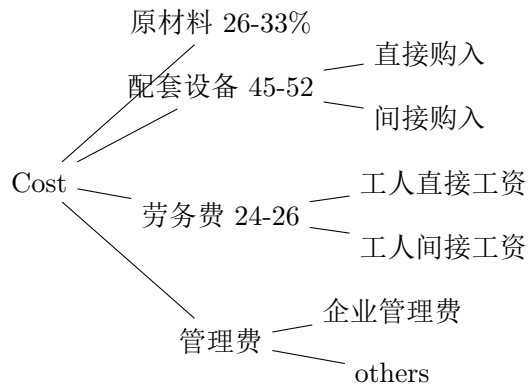 原材料 26-33%
配套设备 45-52
直接购入
间接购入
Cost
劳务费 24-26
工人直接工资
工人间接工资
管理费
企业管理费
others